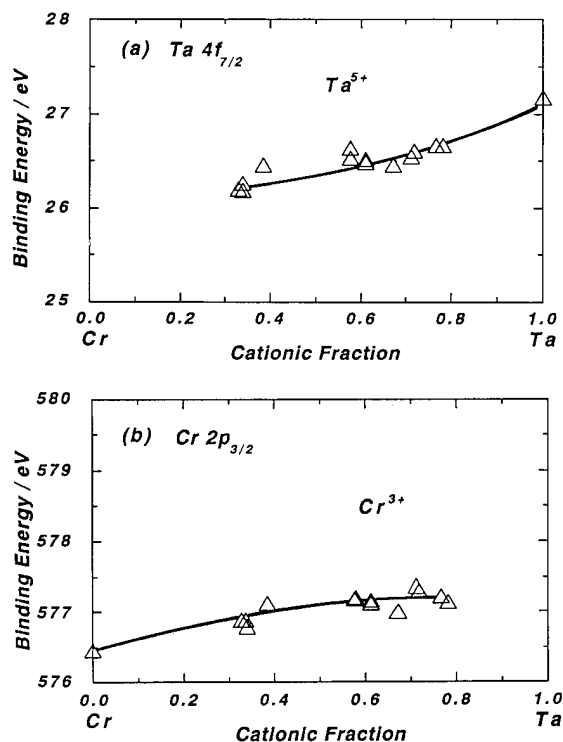 28
(a) Ta 4f7/2
Ta5+
27
Binding Energy / eV
26
25
0.0 0.2 0.4 0.6 0.8 1.0
Cr Cationic Fraction Ta
580
(b) Cr 2p3/2
579
Cr3+
578
Binding Energy / eV
577
576
0.0 0.2 0.4 0.6 0.8 1.0
Cr Cationic Fraction Ta